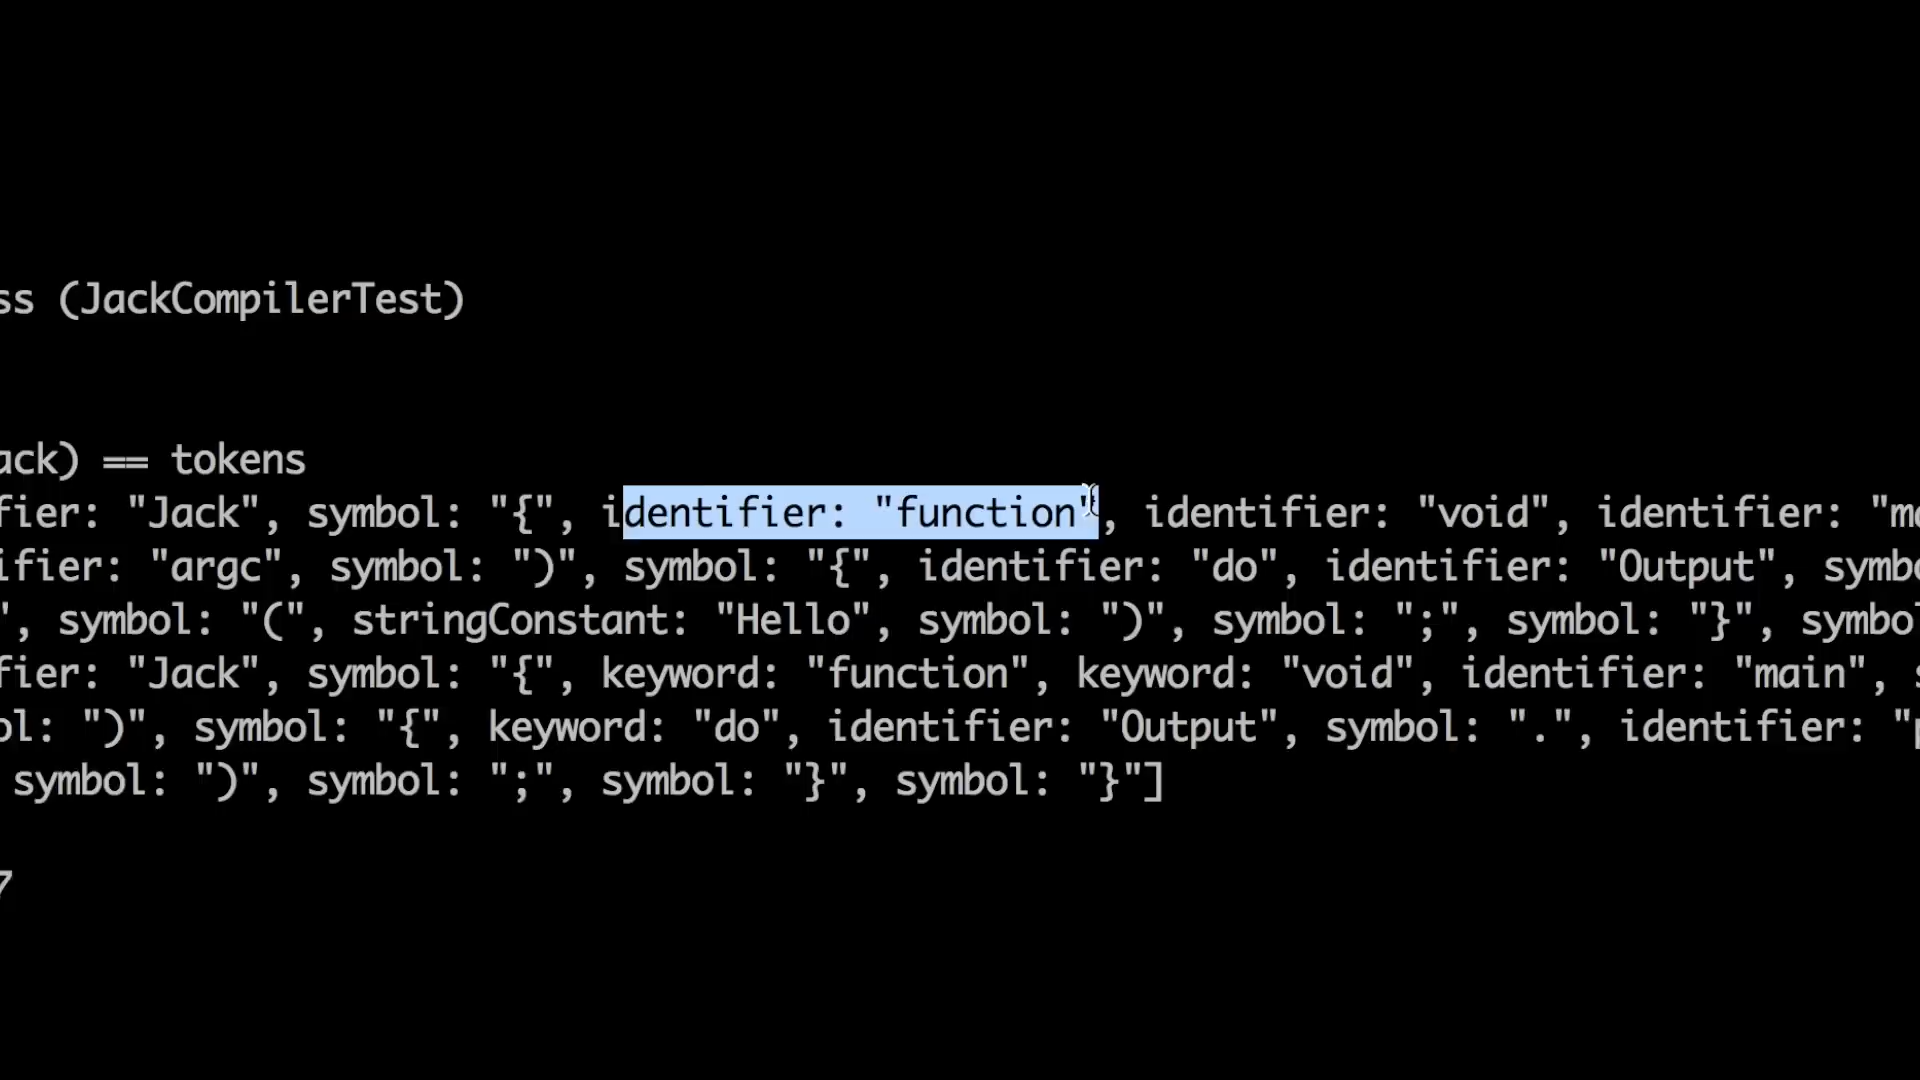 ss (JackCompilerTest)
ack) == tokens
fier: "Jack", symbol: "{", identifier: "function", identifier: "void", identifier: "m
ifier: "argc", symbol: ")", symbol: "{", identifier: "do", identifier: "Output", symbo
", symbol: "(", stringConstant: "Hello", symbol: ")", symbol: ";", symbol: "}", symbo
fier: "Jack", symbol: "{", keyword: "function", keyword: "void", identifier: "main", s
ol: ")", symbol: "{", keyword: "do", identifier: "Output", symbol: ".", identifier: "p
symbol: ")", symbol: ";", symbol: "}", symbol: "}"]
7